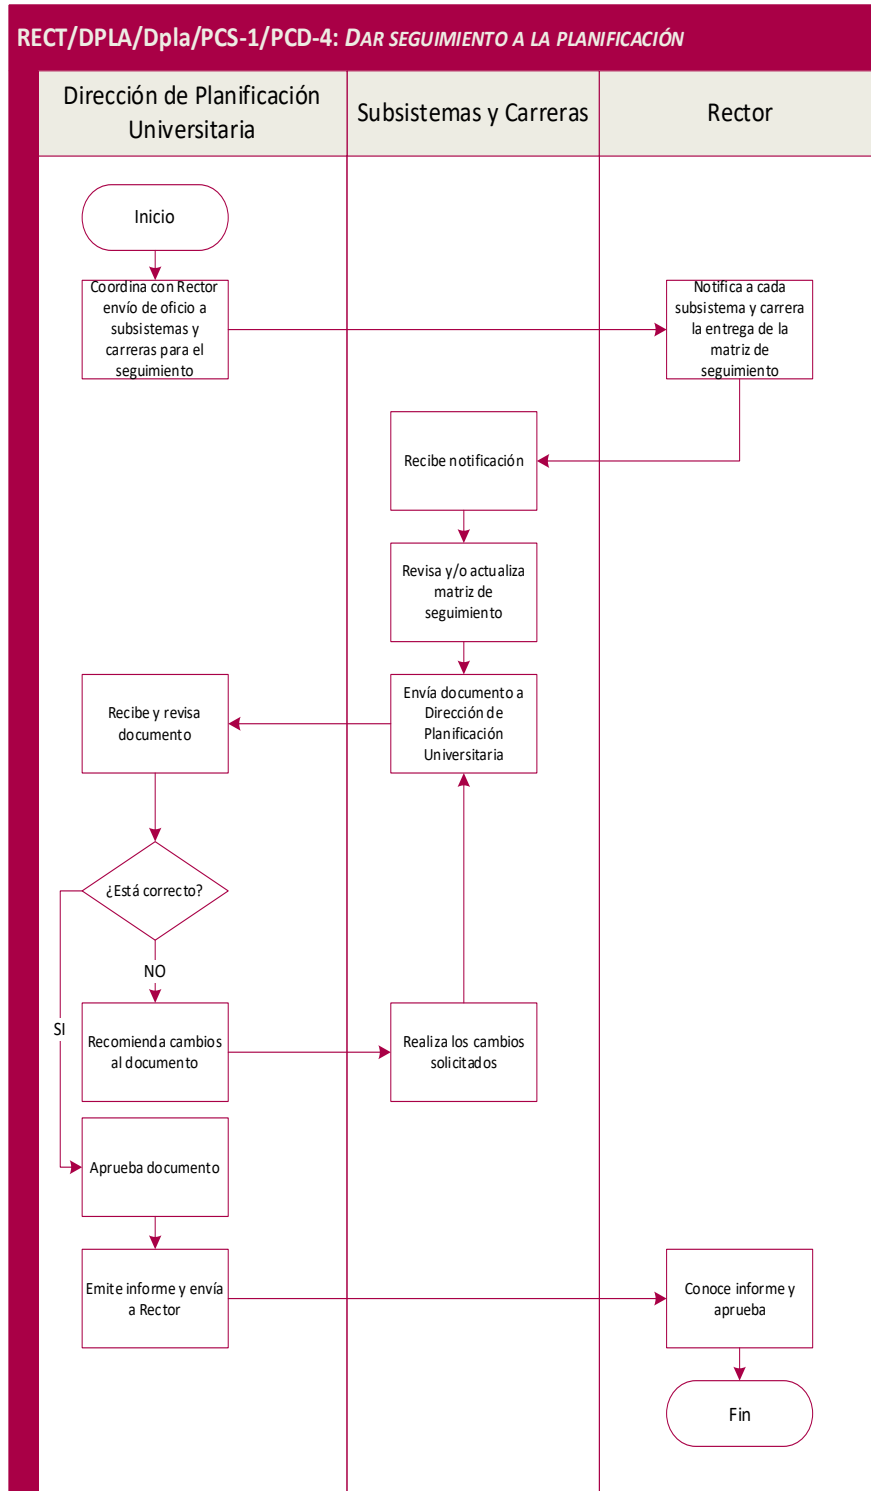 RECT/DPLA/Dpla/PCS-1/PCD-4: DAR SEGUIMIENTO A LA PLANIFICACIÓN
Dirección de Planificación
Universitaria
Subsistemas y Carreras
Rector
Inicio
Coordina con Rector
envío de oficio a
subsistemas y
carreras para el
seguimiento
Notifica a cada
subsistema y carrera
la entrega de la
matriz de
seguimiento
Recibe notificación
Revisa y/o actualiza
matriz de
seguimiento
Envía documento a
Dirección de
Planificación
Universitaria
Recibe y revisa
documento
¿Está correcto?
NO
SI
Recomienda cambios
al documento
Realiza los cambios
solicitados
Aprueba documento
Emite informe y envía
a Rector
Conoce informe y
aprueba
Fin